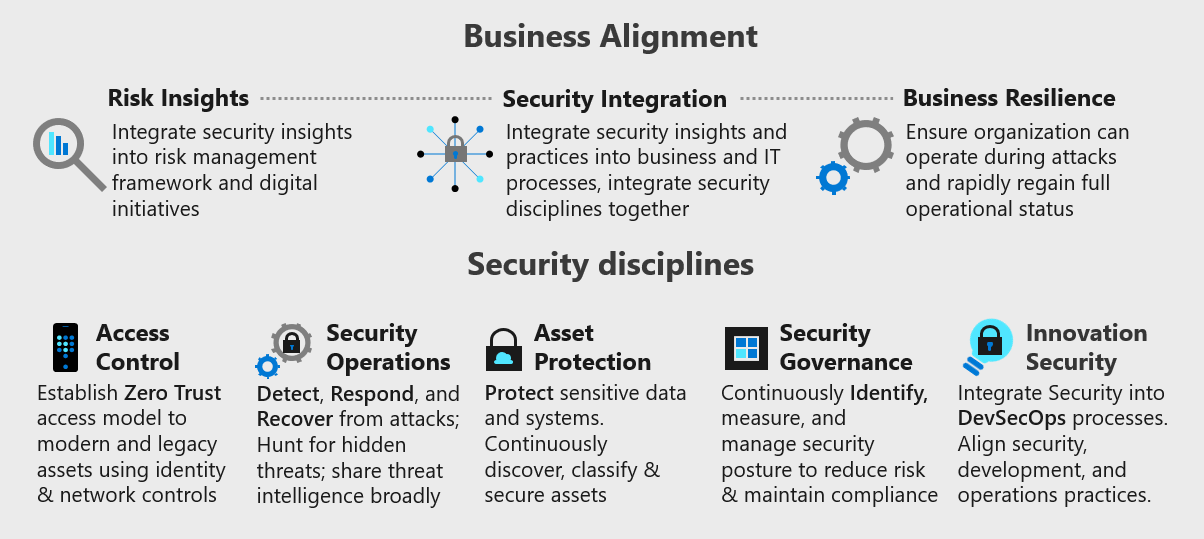 Business Alignment
Risk Insights
Integrate security insights
into risk management
framework and digital
initiatives
Security Integration
Integrate security insights and
practices into business and IT
processes, integrate security
disciplines together
Business Resilience
Ensure organization can
operate during attacks
and rapidly regain full
operational status
Security disciplines
Access
Control
Establish Zero Trust
access model to
modern and legacy
assets using identity
& network controls
Security
Operations
Detect, Respond, and
Recover from attacks;
Hunt for hidden
threats; share threat
intelligence broadly
Asset
Protection
Protect sensitive data
and systems.
Continuously
discover, classify &
secure assets
Security
Governance
Continuously Identify,
measure, and
manage security
posture to reduce risk
& maintain compliance
Innovation
Security
Integrate Security into
DevSecOps processes.
Align security,
development, and
operations practices.